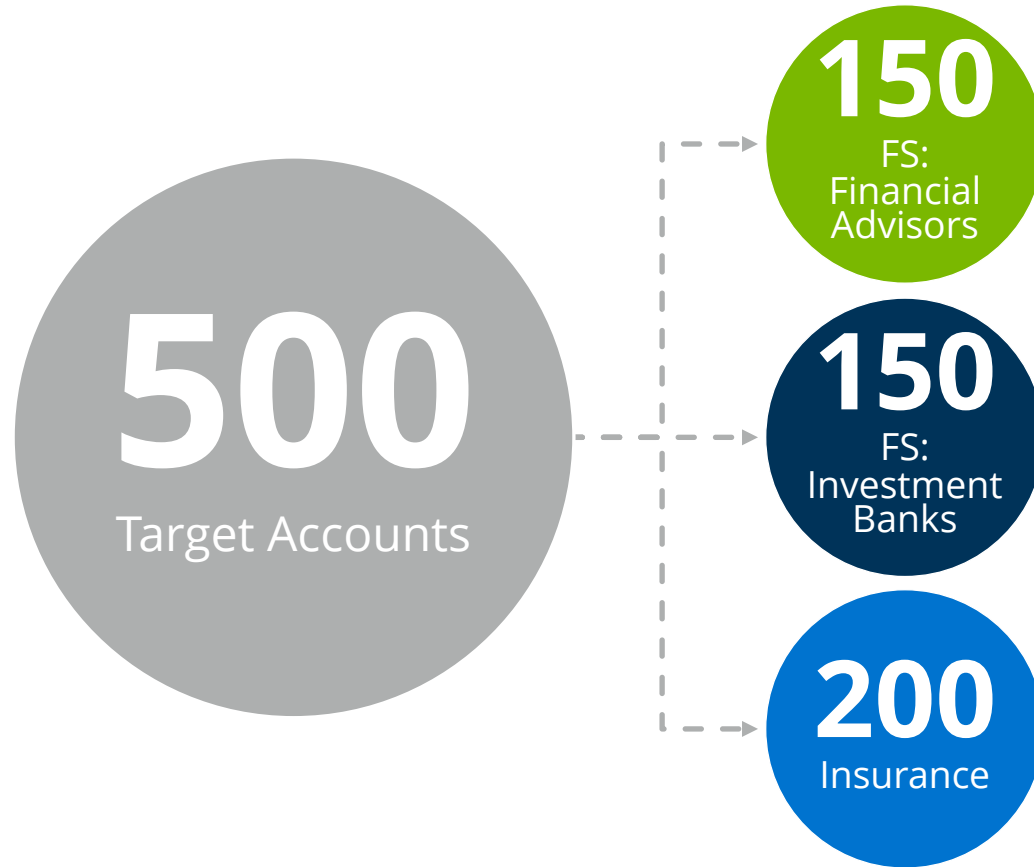 500
Target Accounts
150
FS:
Financial
Advisors
150
FS:
Investment
Banks
200
Insurance